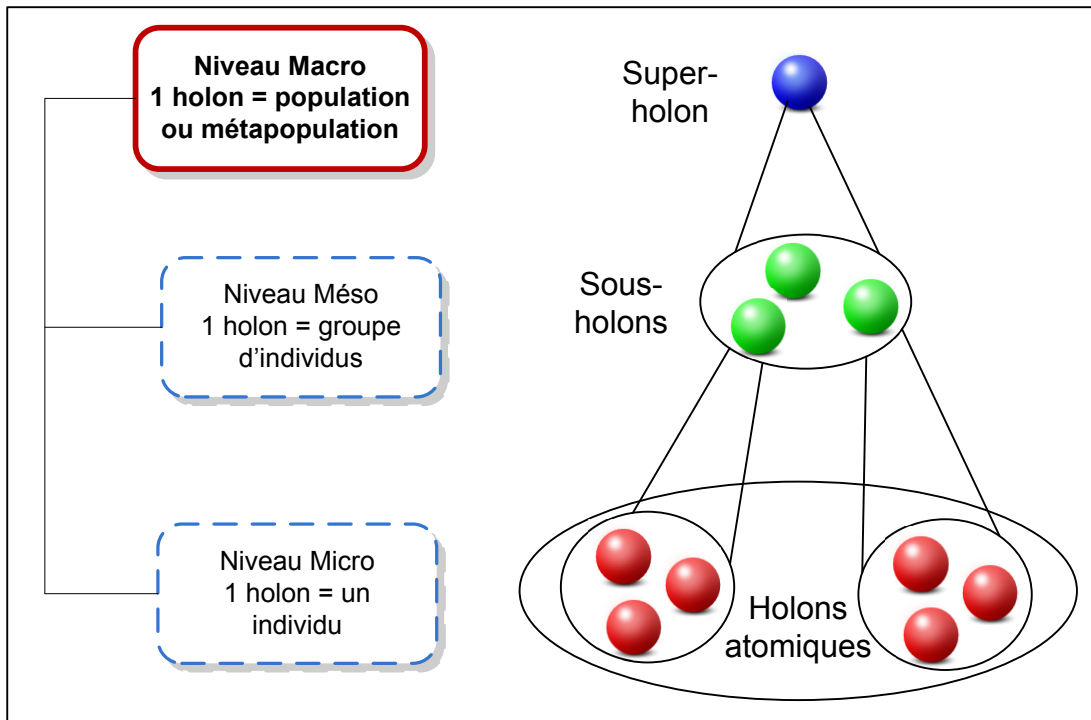 Niveau Macro
1 holon = population
ou métapopulation
Super-
holon
Niveau Méso
1 holon = groupe
d’individus
Sous-
holons
Niveau Micro
1 holon = un
individu
Holons
atomiques